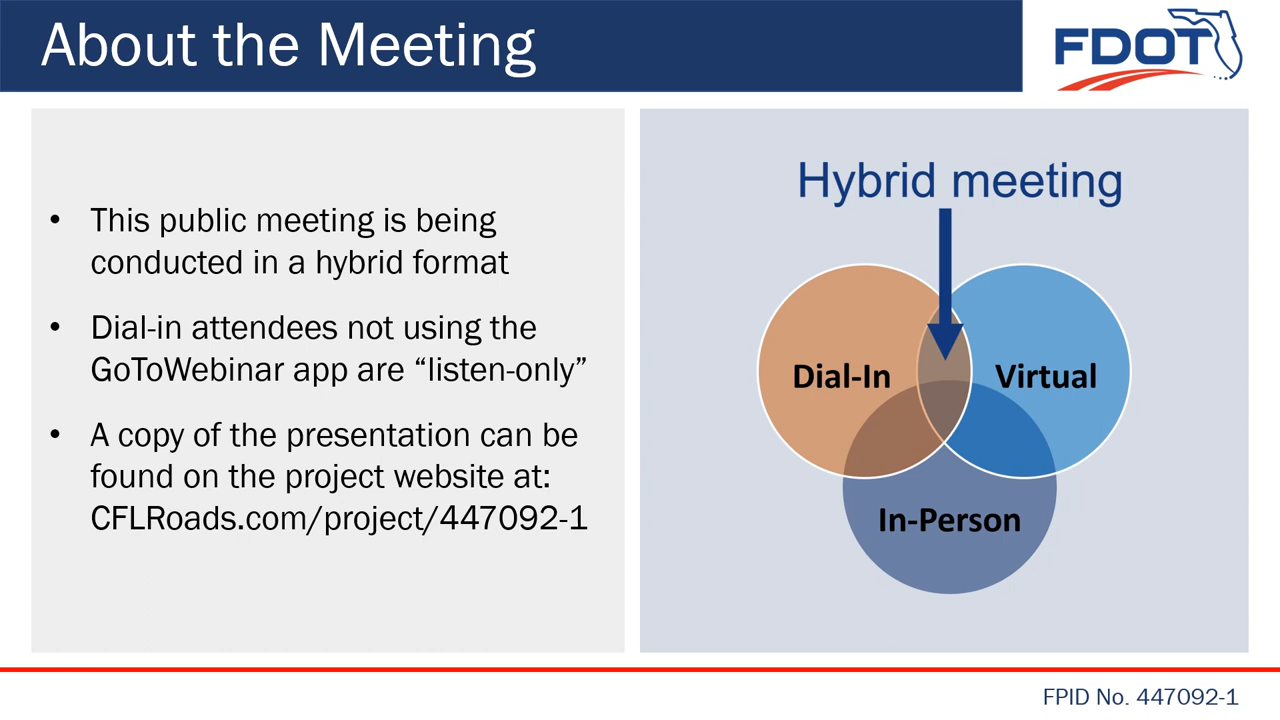 About the Meeting
FDOT
• This public meeting is being
conducted in a hybrid format
• Dial-in attendees not using the
GoToWebinar app are “listen-only”
• A copy of the presentation can be
found on the project website at:
CFLRoads.com/project/447092-1
Hybrid meeting
Dial-In
Virtual
In-Person
FPID No. 447092-1